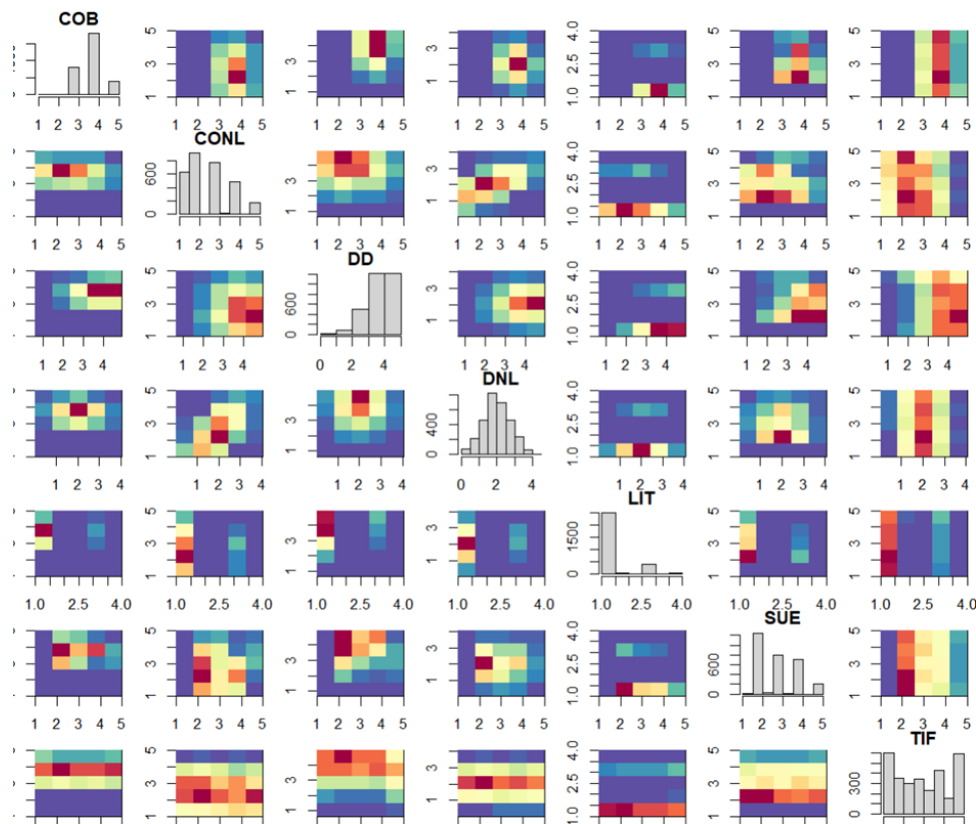 COB
5 5 5 4.0
3 3 3 2.5 3 3
1 1 1 1.0 1 1
1 2 3 4 5 1 2 3 4 5 1 2 3 4 5 1 2 3 4 5 1 2 3 4 5 1 2 3 4 5 1 2 3 4 5
CONL
4.0 5 5
600 3 3 2.5 3 3
0 1 1 1.0 1 1
1 2 3 4 5 1 2 3 4 5 1 2 3 4 5 1 2 3 4 5 1 2 3 4 5 1 2 3 4 5 1 2 3 4 5
DD
5 4.0 5 5
3 600 3 2.5 3 3
1 0 1 1.0 1 1
1 2 3 4 1 2 3 4 0 2 4 1 2 3 4 1 2 3 4 1 2 3 4 1 2 3 4
DNL
5 4.0 5 5
3 3 400 2.5 3 3
1 1 0 1.0 1 1
1 2 3 4 1 2 3 4 1 2 3 4 0 2 4 1 2 3 4 1 2 3 4 1 2 3 4
LIT
5 5 5
3 3 3 1500 3 3
1 1 1 0 1 1
1.0 2.5 4.0 1.0 2.5 4.0 1.0 2.5 4.0 1.0 2.5 4.0 1.0 2.5 4.0 1.0 2.5 4.0 1.0 2.5 4.0
SUE
5 4.0 5
3 3 3 2.5 600 3
1 1 1 1.0 0 1
1 2 3 4 5 1 2 3 4 5 1 2 3 4 5 1 2 3 4 5 1 2 3 4 5 1 2 3 4 5 1 2 3 4 5
TIF
5 4.0 5
3 3 3 2.5 3 300
1 1 1 1.0 1 0